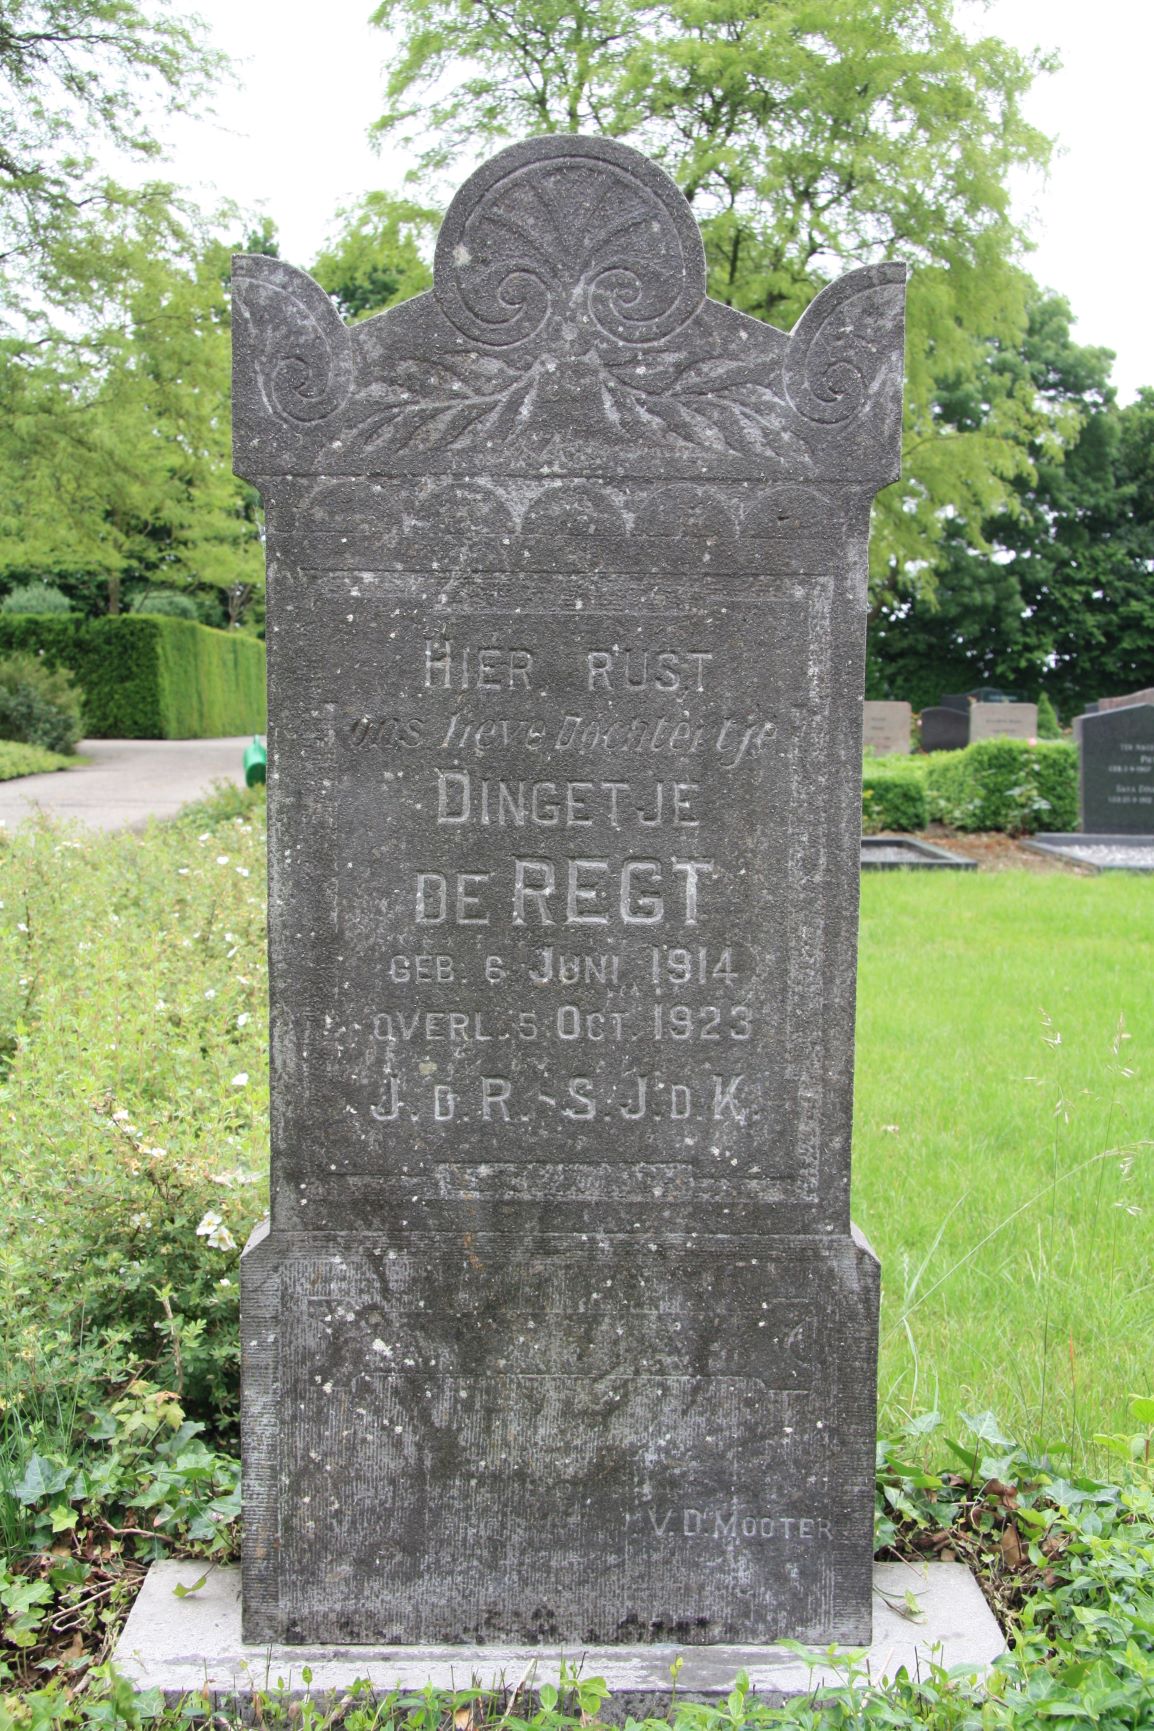 HIER RUST
ons lieve Dochtertje
DINGETJE
DE REGT
GEB. 6 JUNI 1914
OVERL. 5 OCT. 1923
J.D.R.-S.J.D K.
V.D. MOOTER